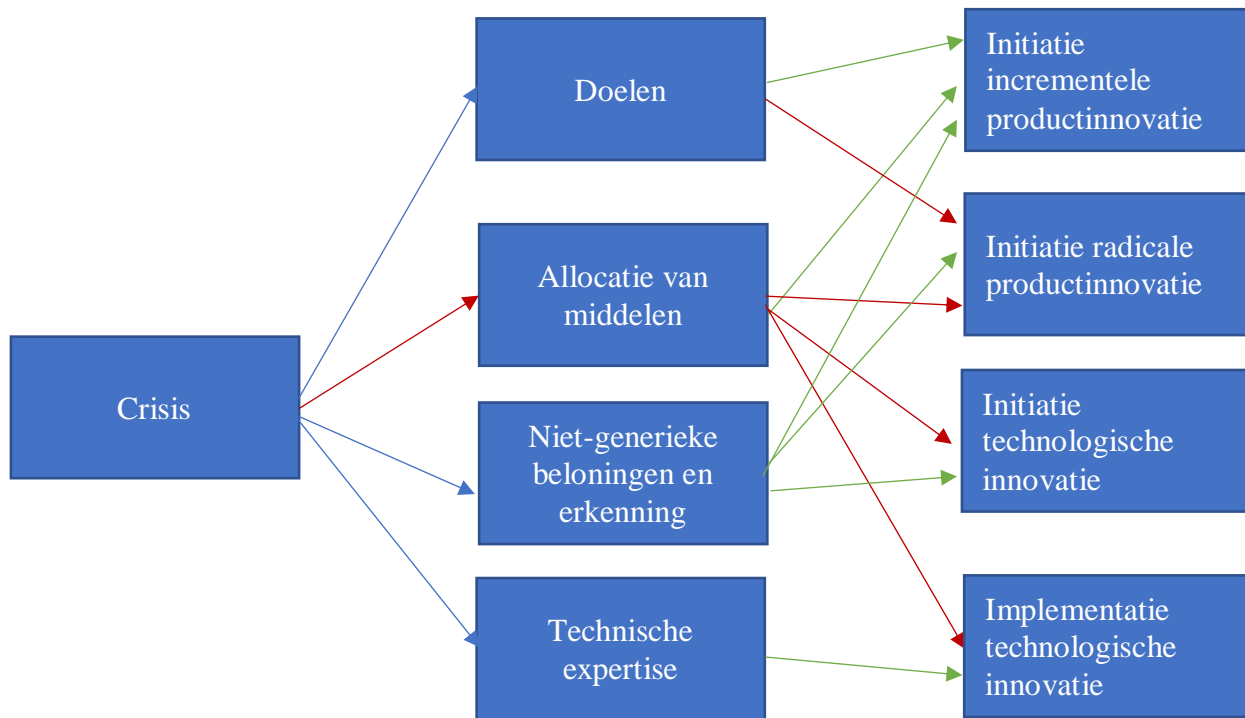 Doelen
Initiatie
incrementele
productinnovatie
Allocatie van
middelen
Initiatie radicale
productinnovatie
Crisis
Niet-generieke
beloningen en
erkenning
Initiatie
technologische
innovatie
Technische
expertise
Implementatie
technologische
innovatie